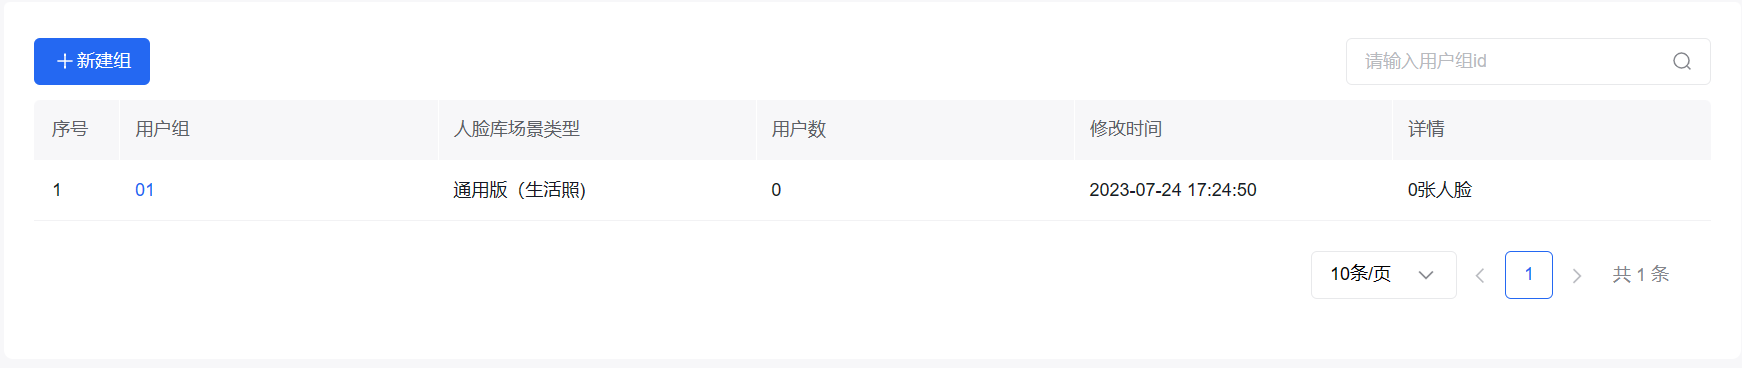 新建组
请输入用户组id
序号 用户组 人脸库场景类型 用户数 修改时间 详情
1 01 通用版（生活照） 0 2023-07-24 17:24:50 0张人脸
10条/页 1 共 1 条